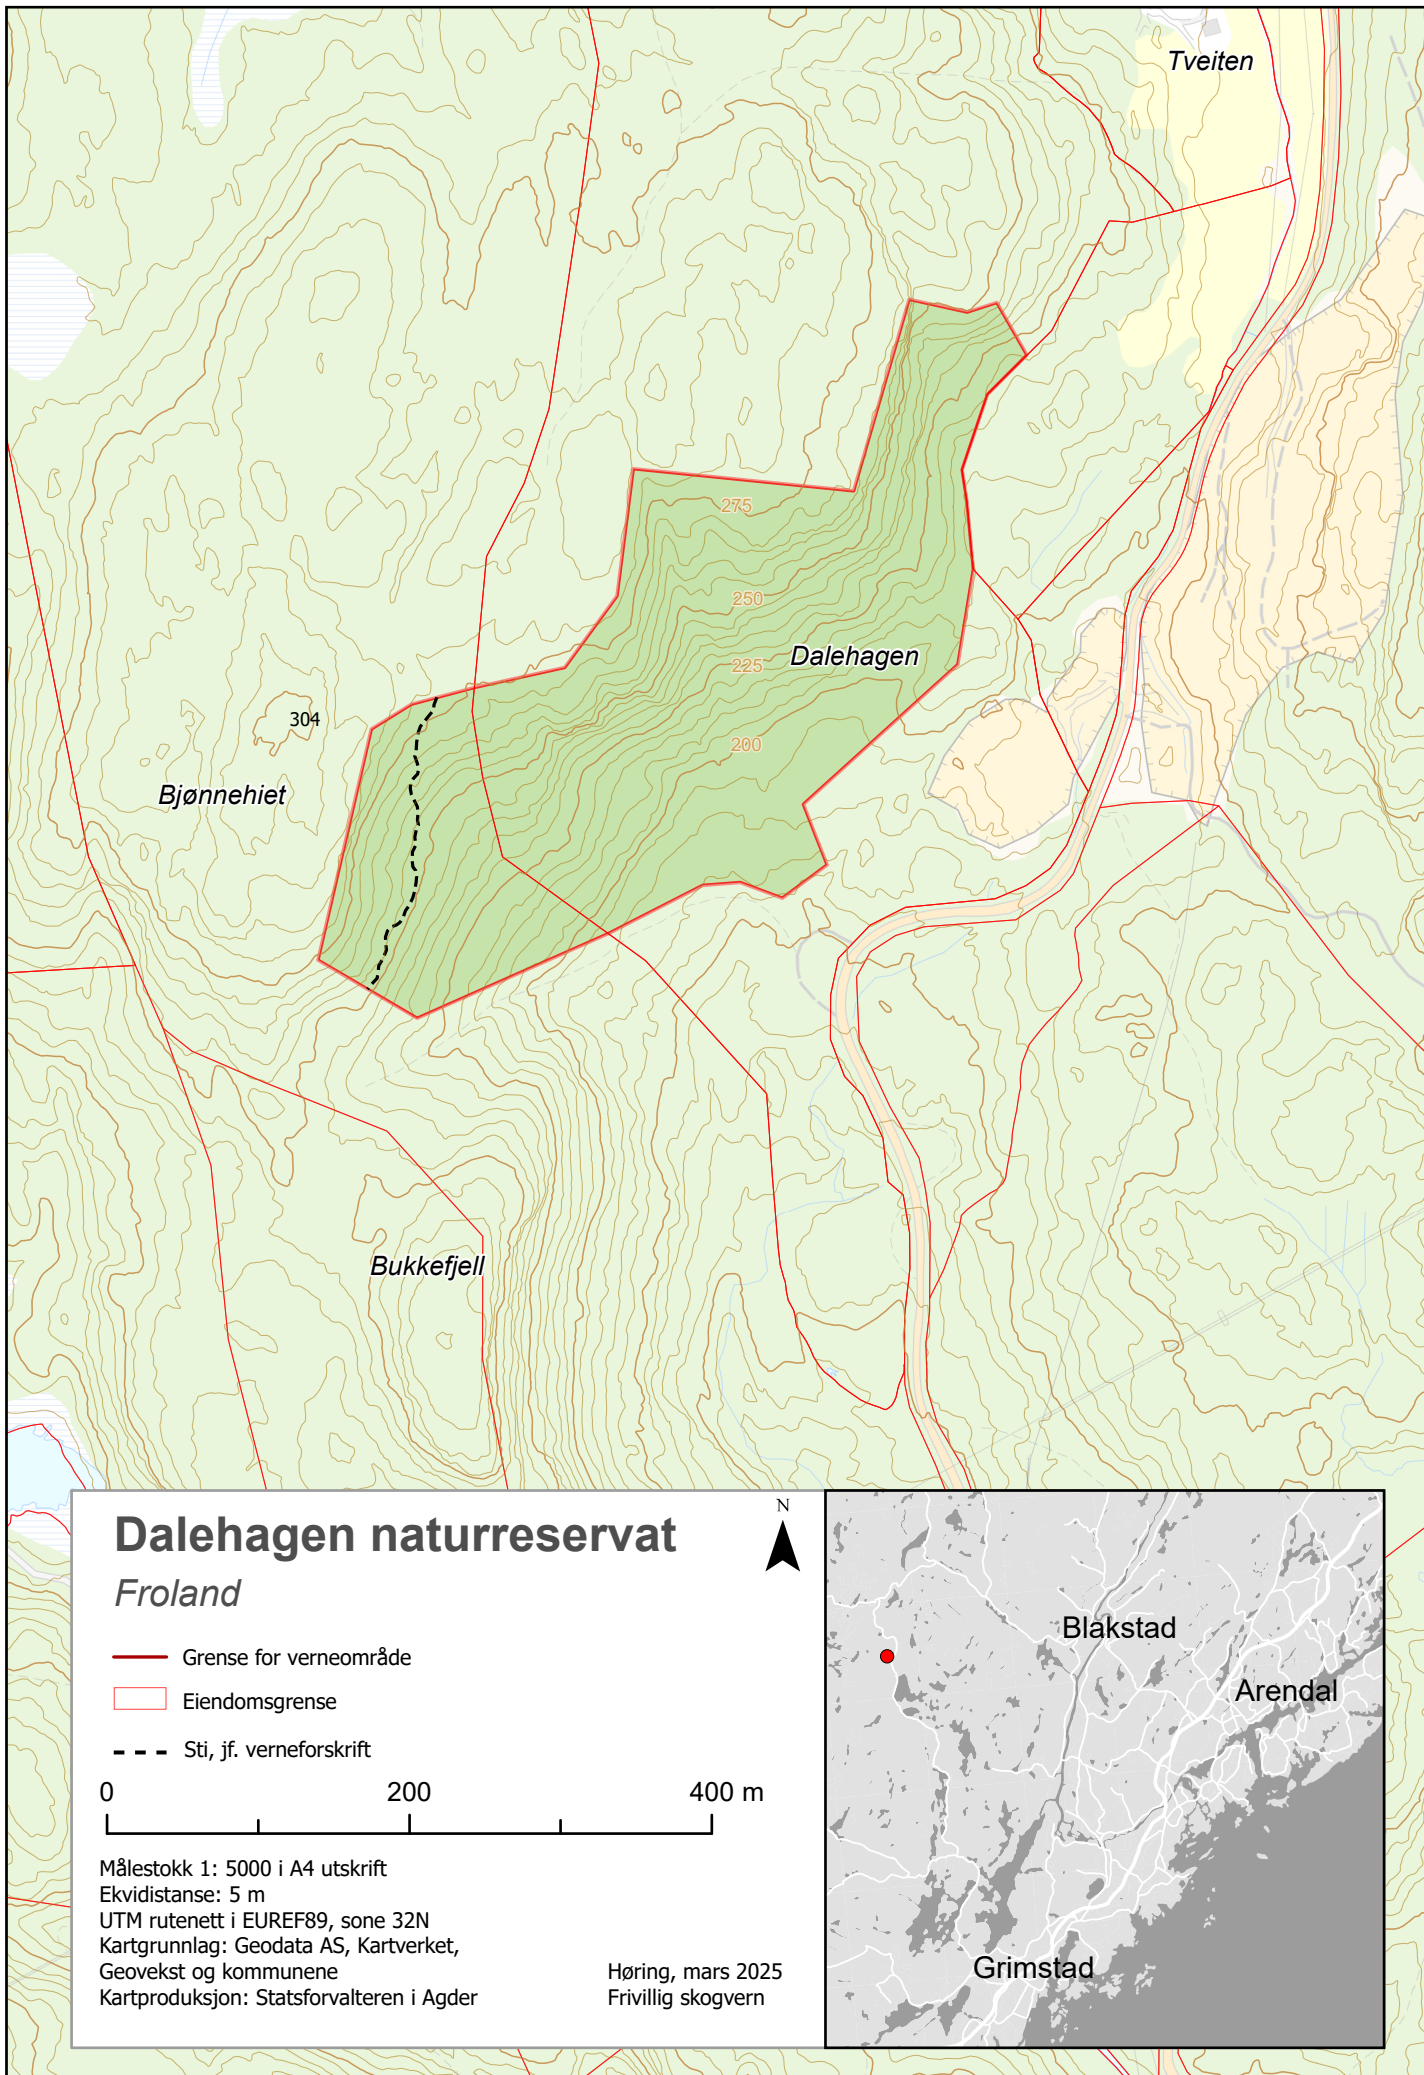 Tveiten
275
250
225
Dalehagen
200
304
Bjønnehiet
Bukkefjell
Dalehagen naturreservat
Froland
N
Grense for verneområde
Eiendomsgrense
Sti, jf. verneforskrift
0 200 400 m
Målestokk 1: 5000 i A4 utskrift
Ekvidistanse: 5 m
UTM rutenett i EUREF89, sone 32N
Kartgrunnlag: Geodata AS, Kartverket,
Geovekst og kommunene
Kartproduksjon: Statsforvalteren i Agder
Høring, mars 2025
Frivillig skogvern
Blakstad
Arendal
Grimstad